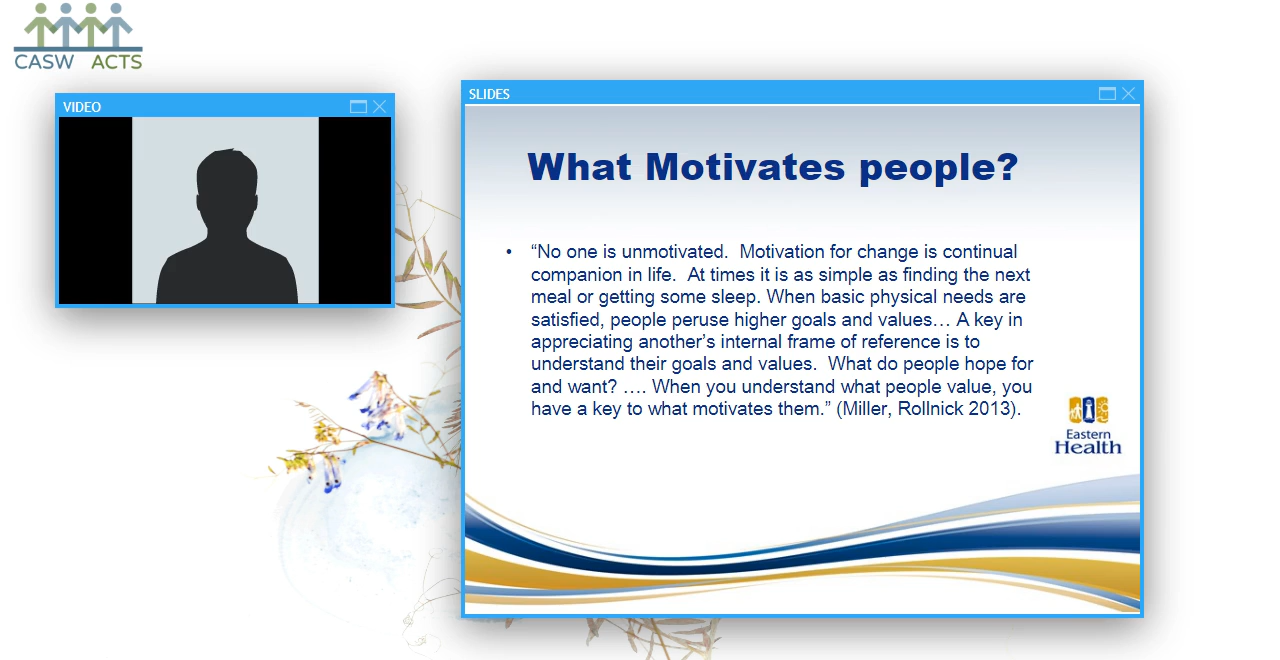 CASW ACTS
VIDEO
SLIDES
What Motivates people?
• “No one is unmotivated.  Motivation for change is continual
companion in life.  At times it is as simple as finding the next
meal or getting some sleep. When basic physical needs are
satisfied, people peruse higher goals and values… A key in
appreciating another’s internal frame of reference is to
understand their goals and values.  What do people hope for
and want? …. When you understand what people value, you
have a key to what motivates them.” (Miller, Rollnick 2013).
Eastern
Health